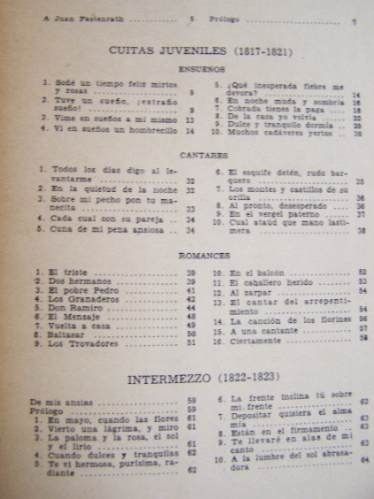 A Juan Fastenrath ........ 5
Prólogo ........ 7
CUITAS JUVENILES (1817-1821)
ENSUEÑOS
1. Soñé un tiempo feliz mirtos
y rosas ........ 9
2. Tuve un sueño, ¡extraño
sueño! ........ 9
3. Vime en sueños a mí mismo 13
4. Vi en sueños un hombrecillo 14
5. ¿Qué inesperada fiebre me
devora? ........ 14
6. En noche muda y sombría 16
7. Cobrada tienes la paga ........ 18
8. De la casa yo volvía ........
9. Dulce y tranquilo dormía ..
10. Muchos cadáveres yertos ..
CANTARES
1. Todos los días digo al le-
vantarme ........ 32
2. En la quietud de la noche 32
3. Sobre mi pecho pon tu ma-
necita ........ 33
4. Cada cual con su pareja .. 34
5. Cuna de mi pena ansiosa .. 34
6. El esquife detén, rudo bar-
quero ........ 35
7. Los montes y castillos de su
orilla ........ 36
8. Al pronto, desesperado .. 36
9. En el vergel paterno ........ 37
10. Cual ataúd que mano lasti-
mera ........ 38
ROMANCES
1. El triste ........ 39
2. Dos hermanos ........ 39
3. El pobre Pedro ........ 41
4. Los Granaderos ........ 42
5. Don Ramiro ........ 44
6. El Mensaje ........ 48
7. Vuelta a casa ........ 49
8. Baltasar ........ 50
9. Los Trovadores ........ 51
10. En el balcón ........ 52
11. El caballero herido ........ 53
12. Al zarpar ........ 54
13. El cantar del arrepenti-
miento ........ 54
14. La canción de los florines 56
15. A una cantante ........ 57
16. Ciertamente ........ 58
INTERMEZZO (1822-1823)
De mis ansias ........ 59
Prólogo ........ 59
1. En mayo, cuando las flores 61
2. Vierto una lágrima, y miro 61
3. La paloma y la rosa, el sol
y el lirio ........ 61
4. Cuando dulces y tranquilas 62
5. Te vi hermosa, purísima, ra-
diante ........ 62
6. La frente inclina tú sobre
mi frente ........ 62
7. Depositar quisiera el alma
mía ........
8. Están en el firmamento ..
9. Te llevaré en alas de mi
canto ........
10. A la lumbre del sol abrasa-
dora ........ 64